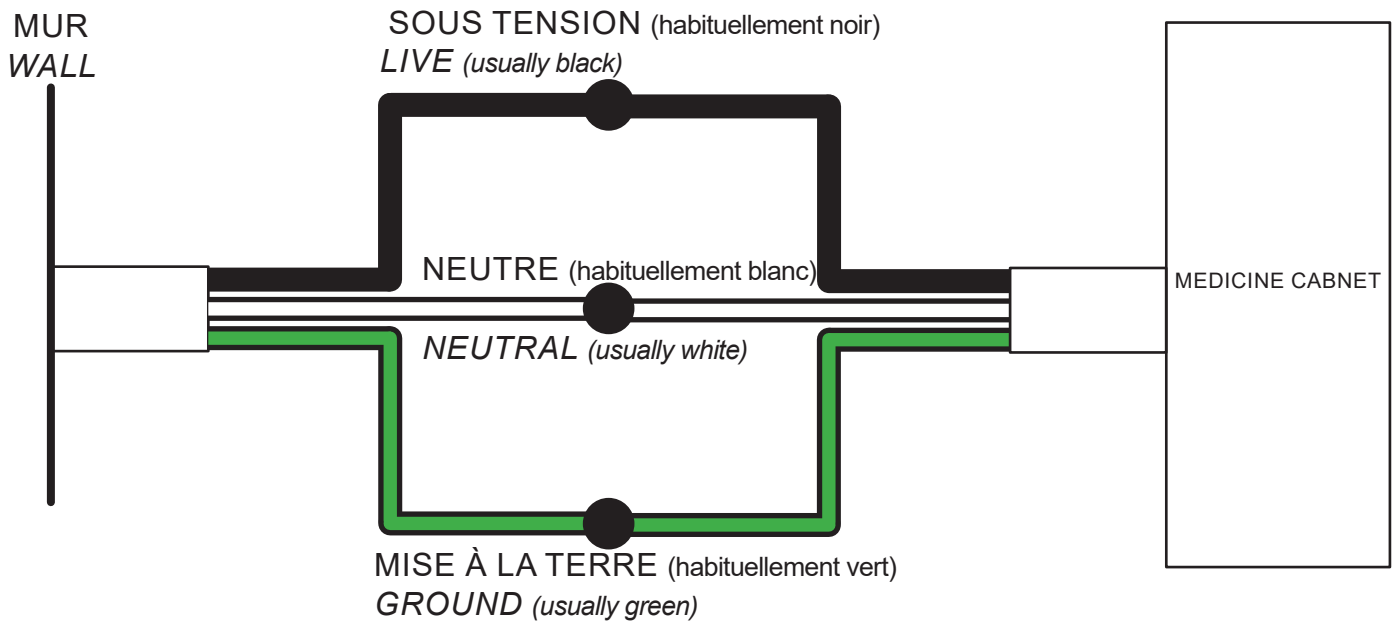 MUR
WALL
SOUS TENSION (habituellement noir)
LIVE (usually black)
NEUTRE (habituellement blanc)
NEUTRAL (usually white)
MEDICINE CABNET
MISE À LA TERRE (habituellement vert)
GROUND (usually green)